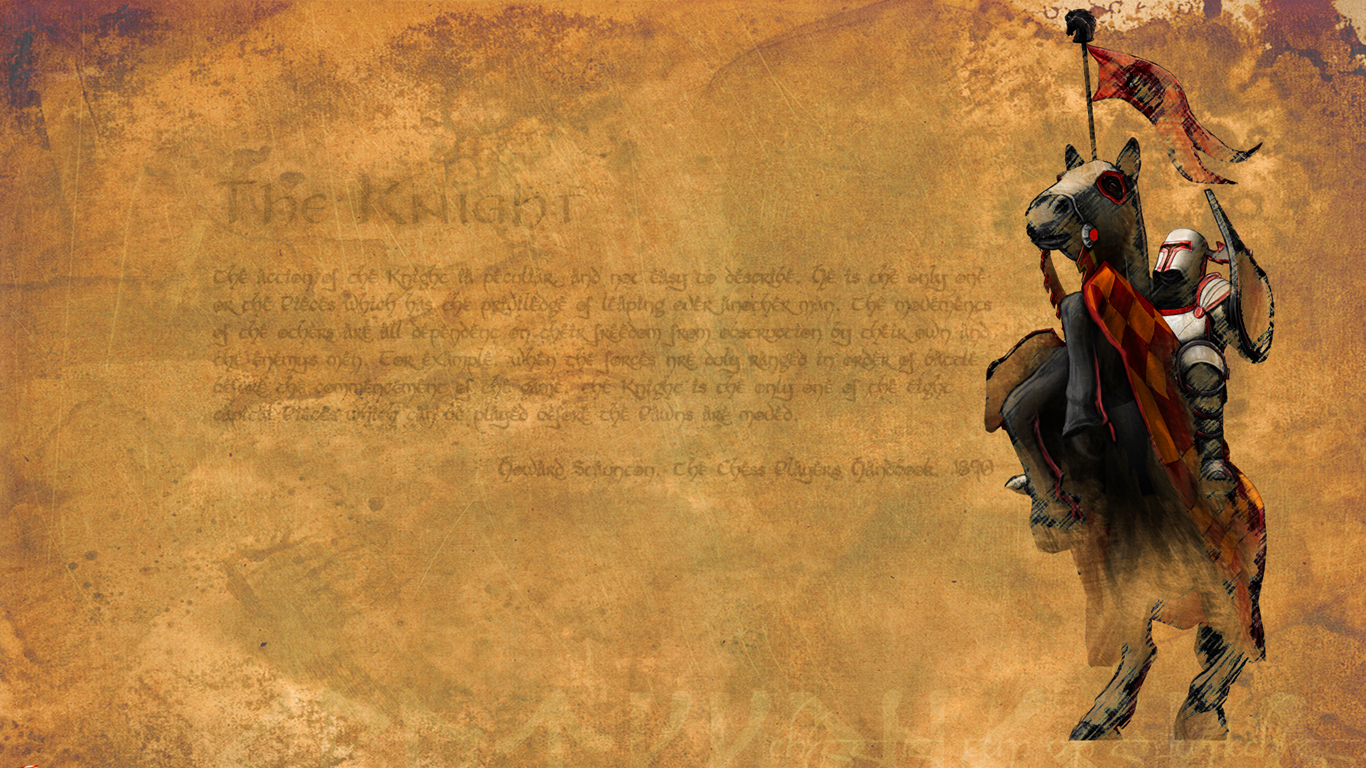 The Knight
The action of the Knight is peculiar, and not easy to describe. He is the only one
of the Pieces which has the priviledge of leaping over another man. The movements
of the others are all dependent on their freedom from obstruction by their own and
the enemys men. For example, when the forces are duly ranged in order of battle
before the commencement of the game, the Knight is the only one of the eight
capital Pieces which can be played before the Pawns are moved.
Howard Staunton, The Chess Players Handbook, 1890